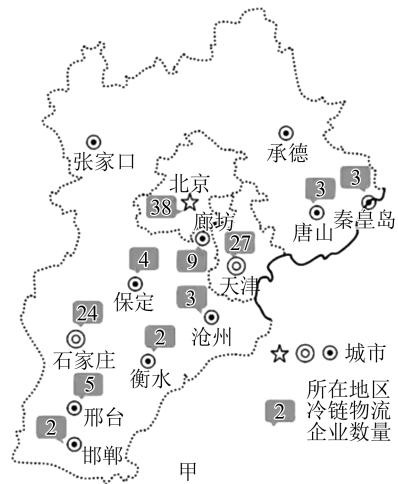 张家口
承德
北京
38
3
3
秦皇岛
唐山
廊坊
27
9
天津
4
保定
3
沧州
24
石家庄
2
衡水
城市
5
邢台
所在地区
冷链物流
企业数量
2
2
邯郸
甲